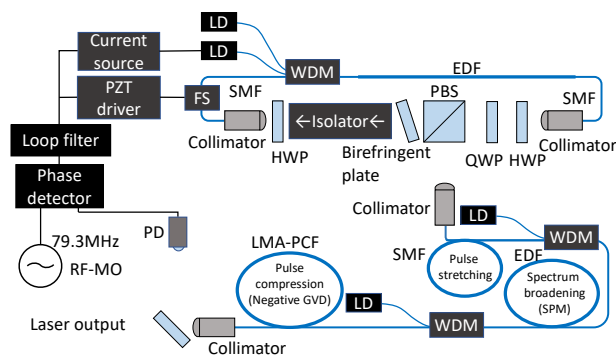 LD
Current
source
LD
WDM
EDF
PZT
driver
FS
SMF
PBS
SMF
←Isolator←
Loop filter
Collimator
HWP
Birefringent
plate
QWP
HWP
Collimator
Phase
detector
Collimator
LD
79.3MHz
PD
LMA-PCF
SMF
Pulse
stretching
EDF
WDM
RF-MO
Pulse
compression
(Negative GVD)
LD
Spectrum
broadening
(SPM)
Laser output
WDM
Collimator